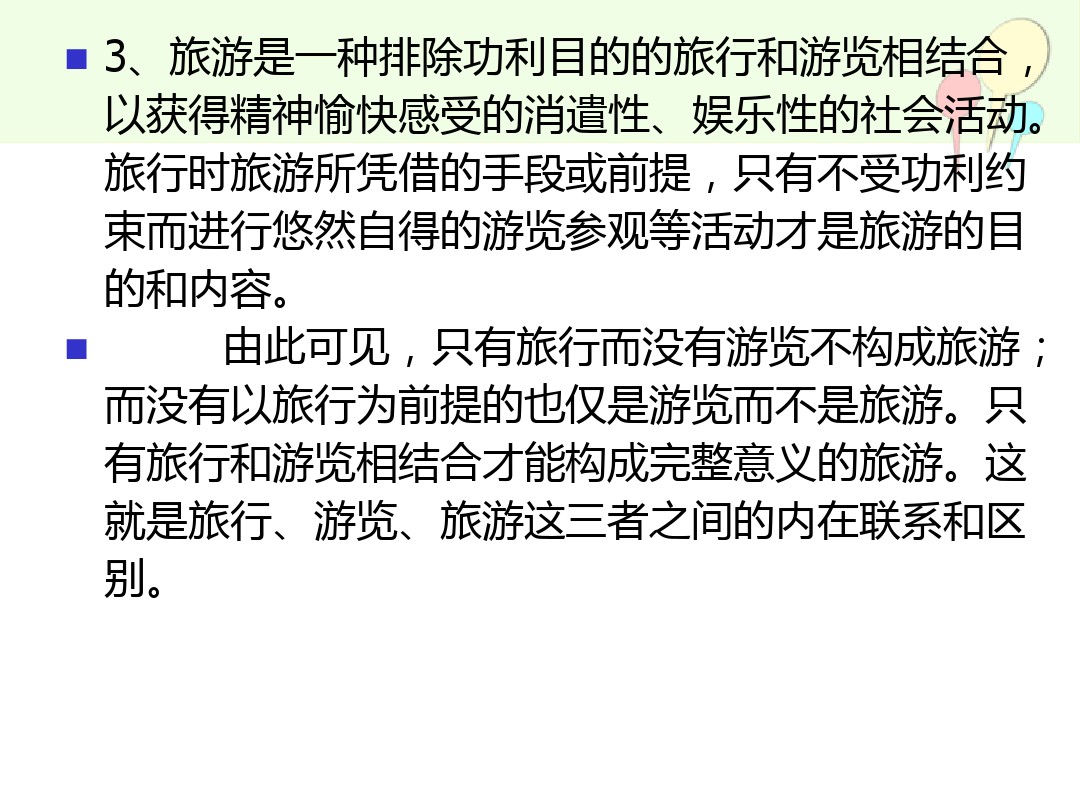 3、旅游是一种排除功利目的的旅行和游览相结合，
以获得精神愉快感受的消遣性、娱乐性的社会活动。
旅行时旅游所凭借的手段或前提，只有不受功利约
束而进行悠然自得的游览参观等活动才是旅游的目
的和内容。
由此可见，只有旅行而没有游览不构成旅游；
而没有以旅行为前提的也仅是游览而不是旅游。只
有旅行和游览相结合才能构成完整意义的旅游。这
就是旅行、游览、旅游这三者之间的内在联系和区
别。